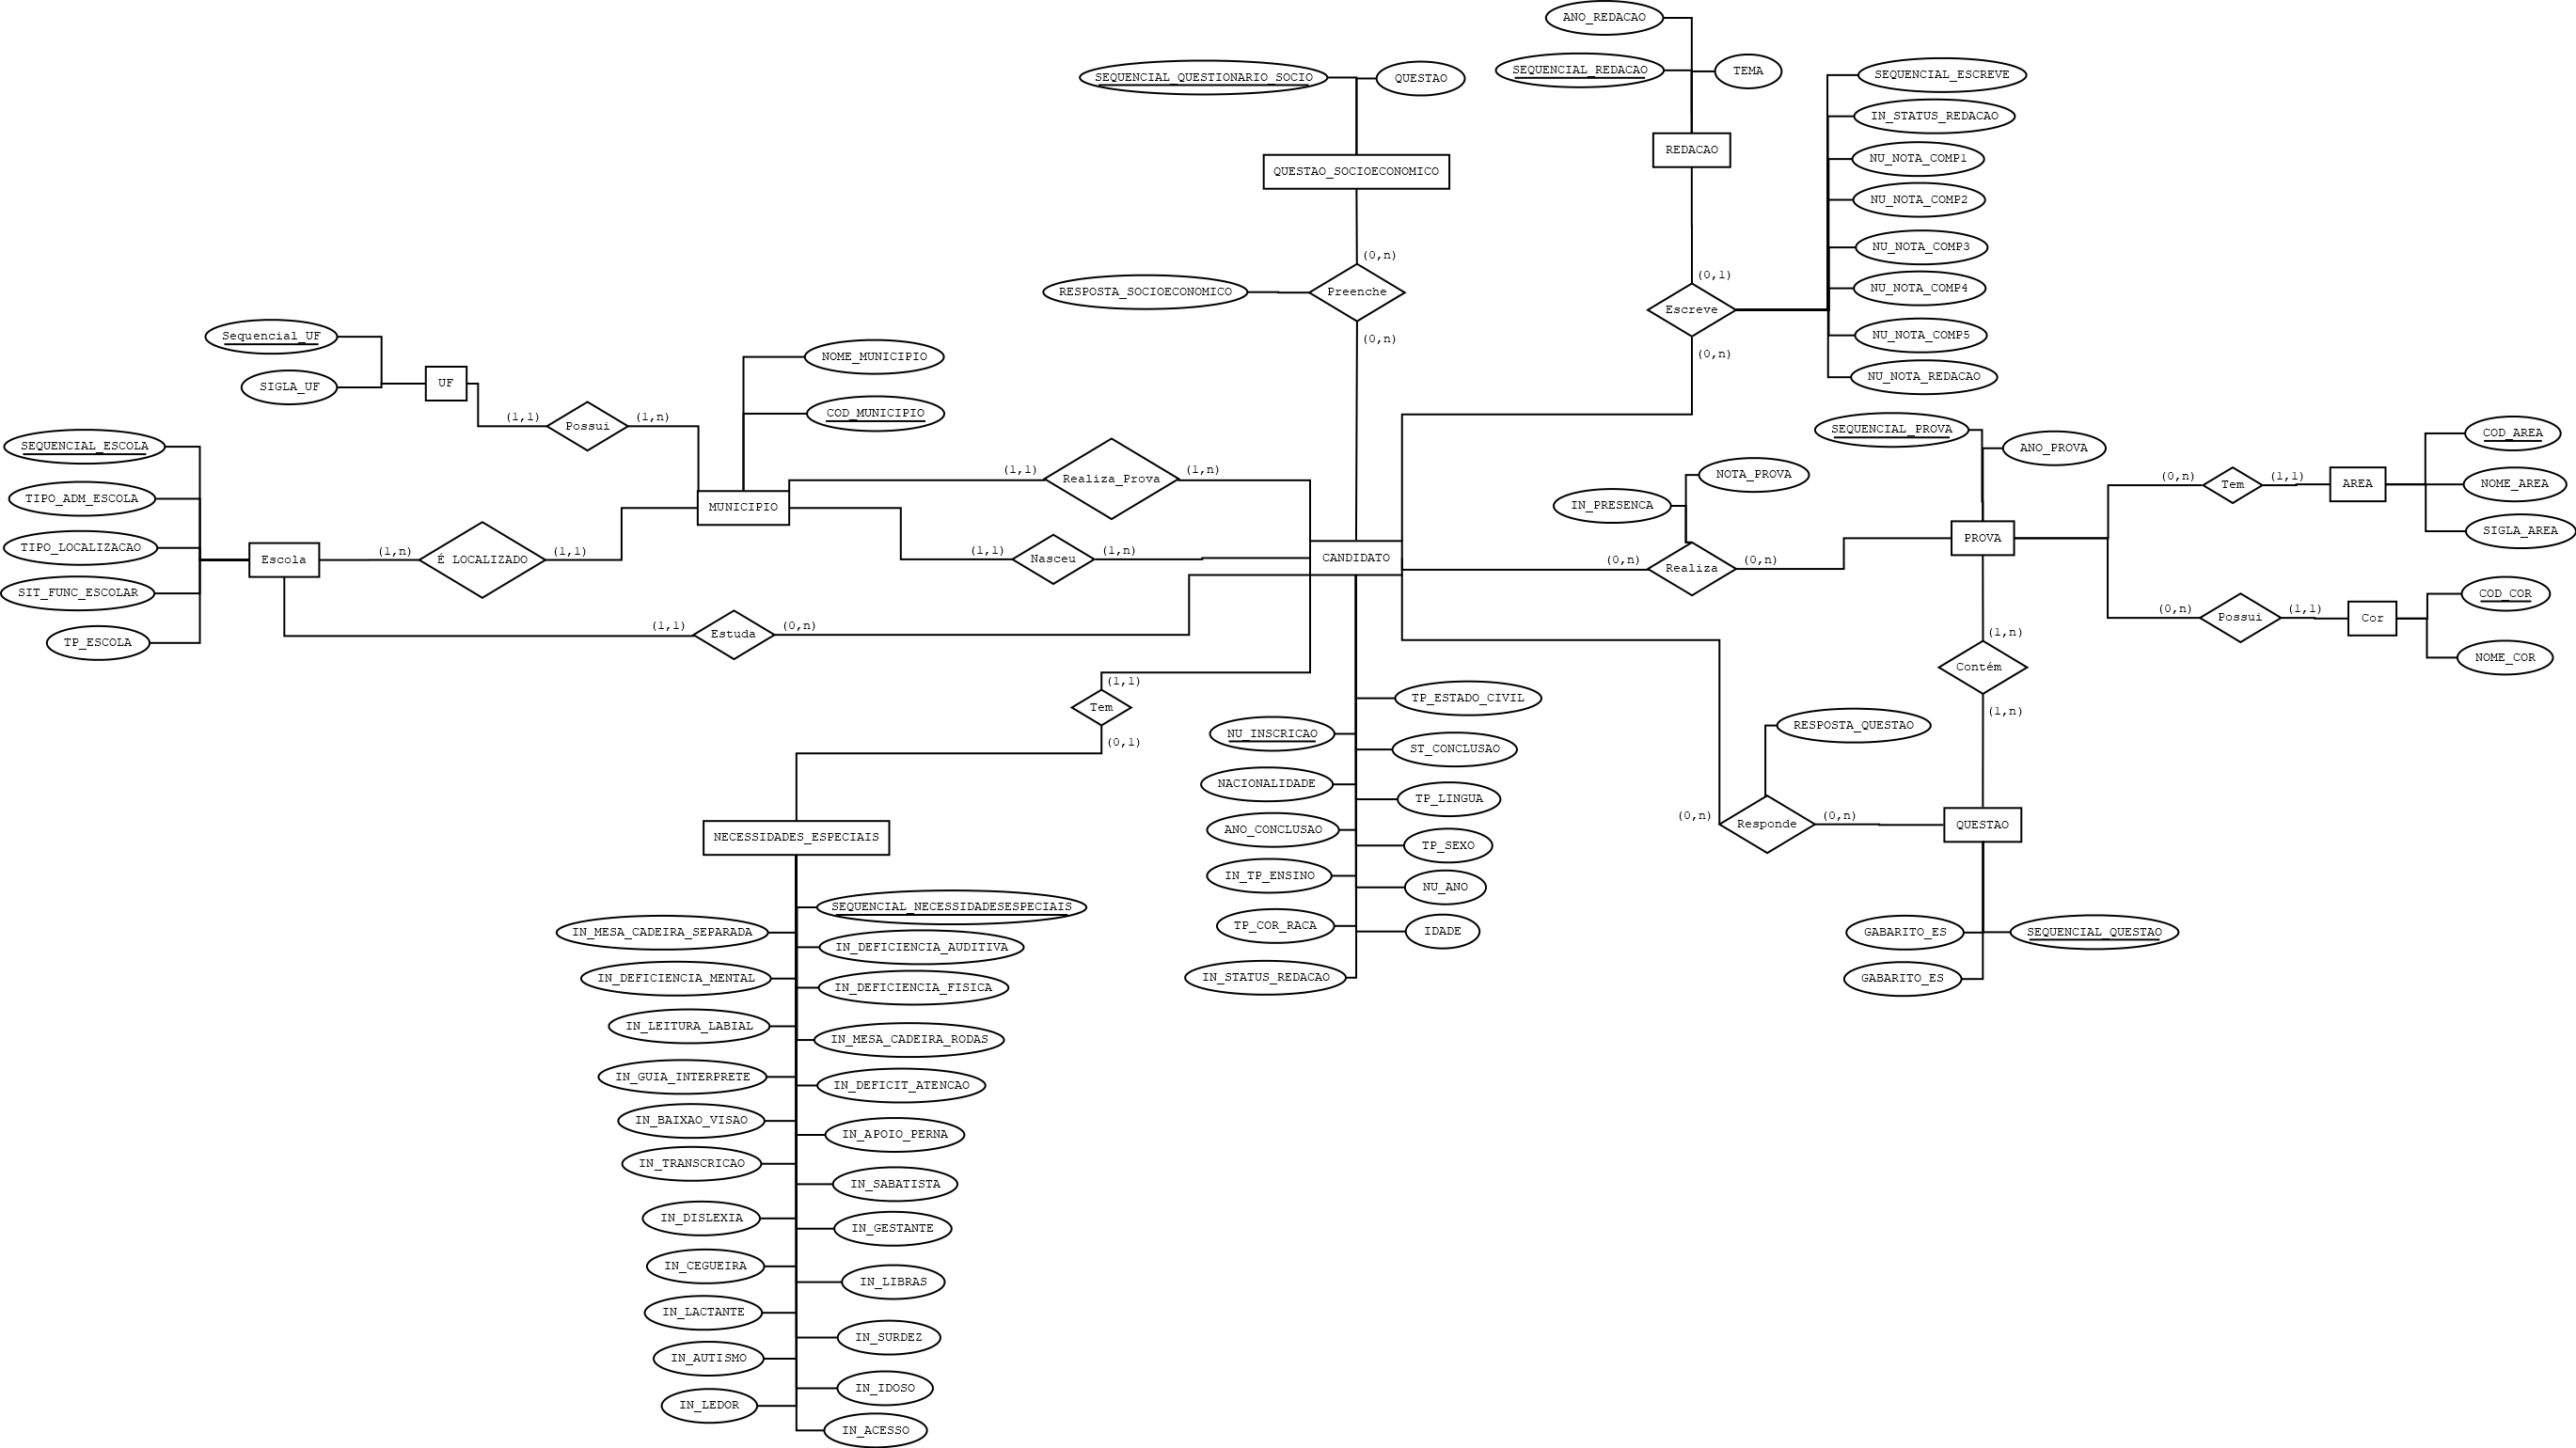 ANO_REDACAO
SEQUENCIAL_REDACAO
TEMA
REDACAO
SEQUENCIAL_QUESTIONARIO_SOCIO
QUESTAO
QUESTAO_SOCIOECONOMICO
(0,n)
RESPOSTA_SOCIOECONOMICO
Preenche
(0,n)
(0,1)
Escreve
(0,n)
SEQUENCIAL_ESCREVE
IN_STATUS_REDACAO
NU_NOTA_COMP1
NU_NOTA_COMP2
NU_NOTA_COMP3
NU_NOTA_COMP4
NU_NOTA_COMP5
NU_NOTA_REDACAO
Sequencial_UF
SIGLA_UF
UF
(1,1)
Possui
(1,n)
NOME_MUNICIPIO
COD_MUNICIPIO
MUNICIPIO
SEQUENCIAL_ESCOLA
TIPO_ADM_ESCOLA
TIPO_LOCALIZACAO
SIT_FUNC_ESCOLAR
TP_ESCOLA
Escola
(1,n)
É LOCALIZADO
(1,1)
(1,1)
Realiza_Prova
(1,n)
(1,1)
Nasceu
(1,n)
(1,1)
Estuda
(0,n)
CANDIDATO
NOTA_PROVA
IN_PRESENCA
(0,n)
Realiza
(0,n)
SEQUENCIAL_PROVA
ANO_PROVA
PROVA
(0,n)
Tem
(1,1)
AREA
COD_AREA
NOME_AREA
SIGLA_AREA
(0,n)
Possui
(1,1)
Cor
COD_COR
NOME_COR
(1,n)
Contém
(1,n)
(1,1)
Tem
(0,1)
TP_ESTADO_CIVIL
NU_INSCRICAO
ST_CONCLUSAO
NACIONALIDADE
TP_LINGUA
ANO_CONCLUSAO
TP_SEXO
IN_TP_ENSINO
NU_ANO
TP_COR_RACA
IDADE
IN_STATUS_REDACAO
RESPOSTA_QUESTAO
(0,n)
Responde
(0,n)
QUESTAO
GABARITO_ES
SEQUENCIAL_QUESTAO
GABARITO_ES
NECESSIDADES_ESPECIAIS
SEQUENCIAL_NECESSIDADESESPECIAIS
IN_MESA_CADEIRA_SEPARADA
IN_DEFICIENCIA_AUDITIVA
IN_DEFICIENCIA_MENTAL
IN_DEFICIENCIA_FISICA
IN_LEITURA_LABIAL
IN_MESA_CADEIRA_RODAS
IN_GUIA_INTERPRETE
IN_DEFICIT_ATENCAO
IN_BAIXAO_VISAO
IN_APOIO_PERNA
IN_TRANSCRICAO
IN_SABATISTA
IN_DISLEXIA
IN_GESTANTE
IN_CEGUEIRA
IN_LIBRAS
IN_LACTANTE
IN_SURDEZ
IN_AUTISMO
IN_IDOSO
IN_LEDOR
IN_ACESSO